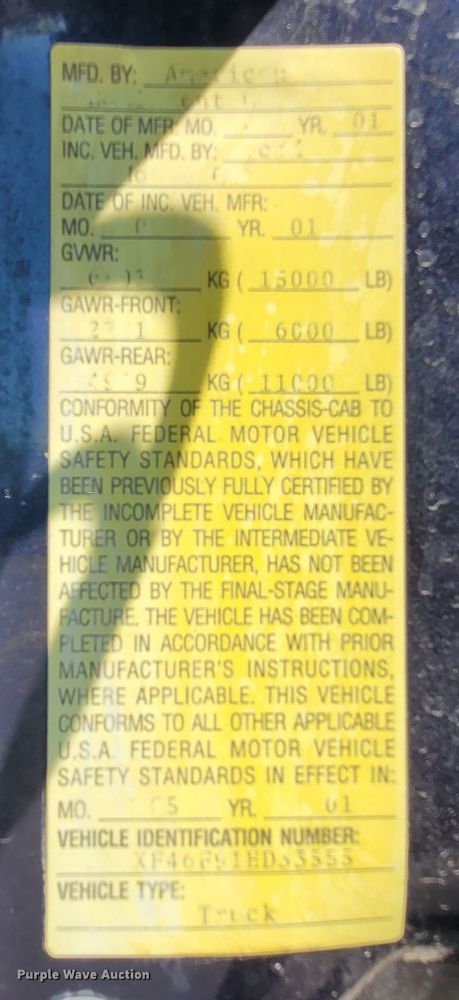 MFD. BY:
DATE OF MFR. MO. YR. 01
INC. VEH. MFD. BY:
DATE OF INC. VEH. MFR:
MO. YR. 01
GVWR:
KG ( 15000 LB)
GAWR-FRONT:
KG ( 6000 LB)
GAWR-REAR:
KG ( 11000 LB)
CONFORMITY OF THE CHASSIS-CAB TO
U.S.A. FEDERAL MOTOR VEHICLE
SAFETY STANDARDS, WHICH HAVE
BEEN PREVIOUSLY FULLY CERTIFIED BY
THE INCOMPLETE VEHICLE MANUFAC-
TURER OR BY THE INTERMEDIATE VE-
HICLE MANUFACTURER, HAS NOT BEEN
AFFECTED BY THE FINAL-STAGE MANU-
FACTURE. THE VEHICLE HAS BEEN COM-
PLETED IN ACCORDANCE WITH PRIOR
MANUFACTURER'S INSTRUCTIONS,
WHERE APPLICABLE. THIS VEHICLE
CONFORMS TO ALL OTHER APPLICABLE
U.S.A. FEDERAL MOTOR VEHICLE
SAFETY STANDARDS IN EFFECT IN:
MO. YR. 01
VEHICLE IDENTIFICATION NUMBER:
VEHICLE TYPE:
Truck
Purple Wave Auction